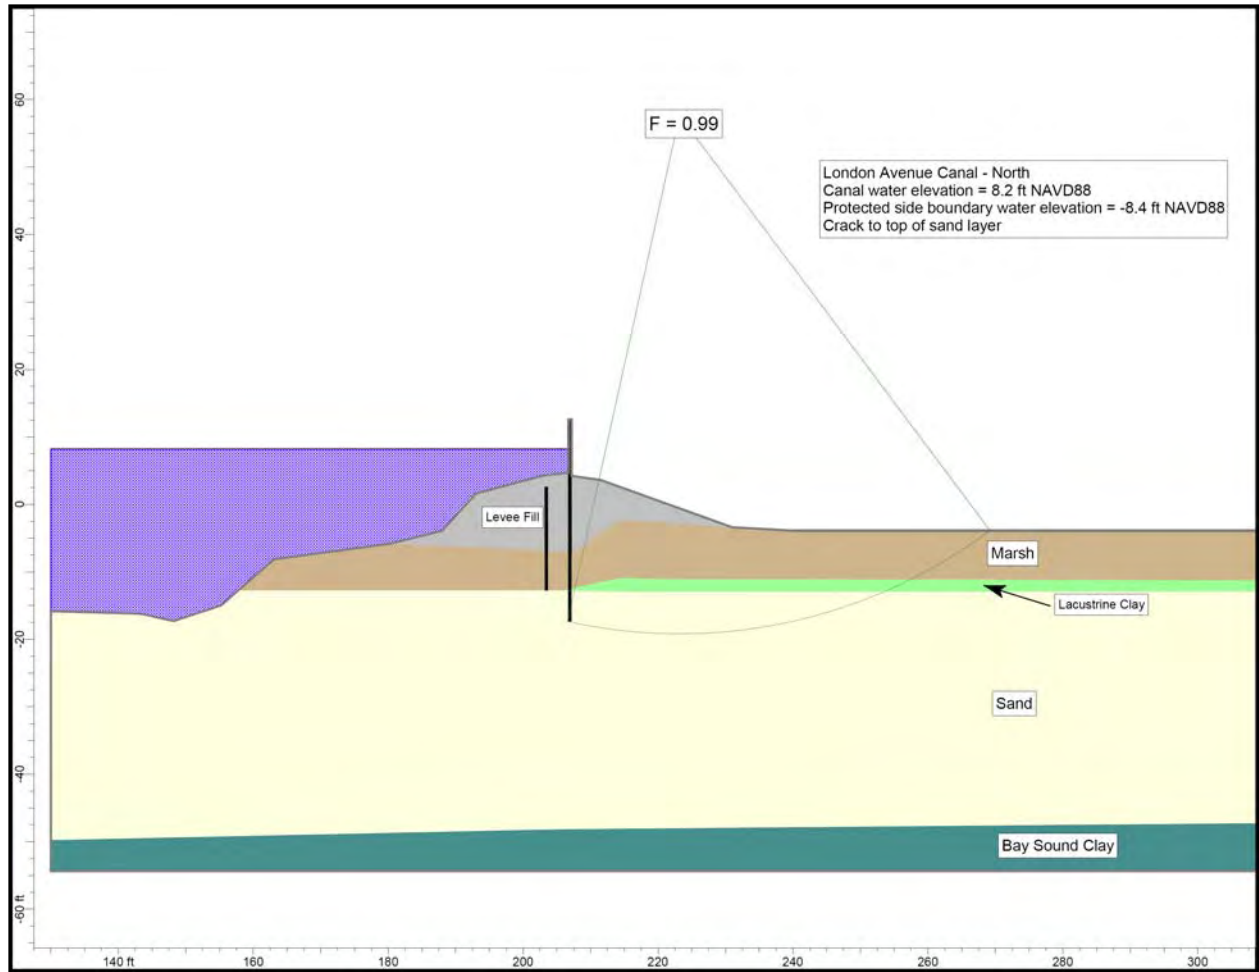 F = 0.99
London Avenue Canal - North
Canal water elevation = 8.2 ft NAVD88
Protected side boundary water elevation = -8.4 ft NAVD88
Crack to top of sand layer
60
40
20
0
-20
-40
-60 ft
Levee Fill
Marsh
Lacustrine Clay
Sand
Bay Sound Clay
140 ft
160
180
200
220
240
260
280
300